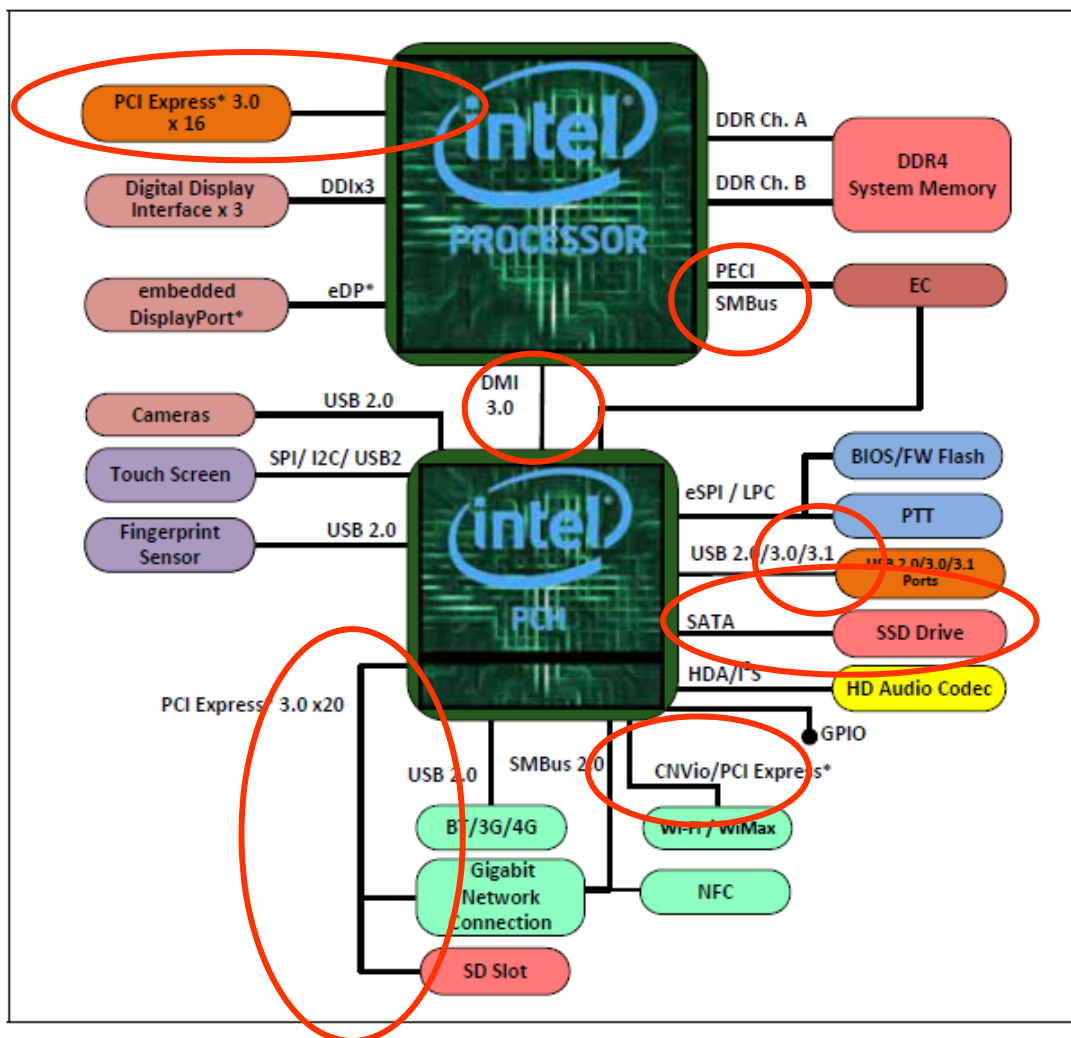 PCI Express* 3.0
x 16
intel
PROCESSOR
DDR Ch. A
DDR Ch. B
DDR4
System Memory
Digital Display
Interface x 3
DDIx3
embedded
DisplayPort*
eDP*
PECI
SMBus
EC
DMI
3.0
Cameras
USB 2.0
Touch Screen
SPI/ I2C/ USB2
Fingerprint
Sensor
USB 2.0
intel
PCH
eSPI / LPC
BIOS/FW Flash
PTT
USB 2.0/3.0/3.1
USB 2.0/3.0/3.1
Ports
SATA
SSD Drive
HDA/I²S
HD Audio Codec
GPIO
PCI Express* 3.0 x20
USB 2.0
SMBus 2.0
CNVio/PCI Express*
BT/3G/4G
Wi-Fi / WiMax
Gigabit
Network
Connection
NFC
SD Slot